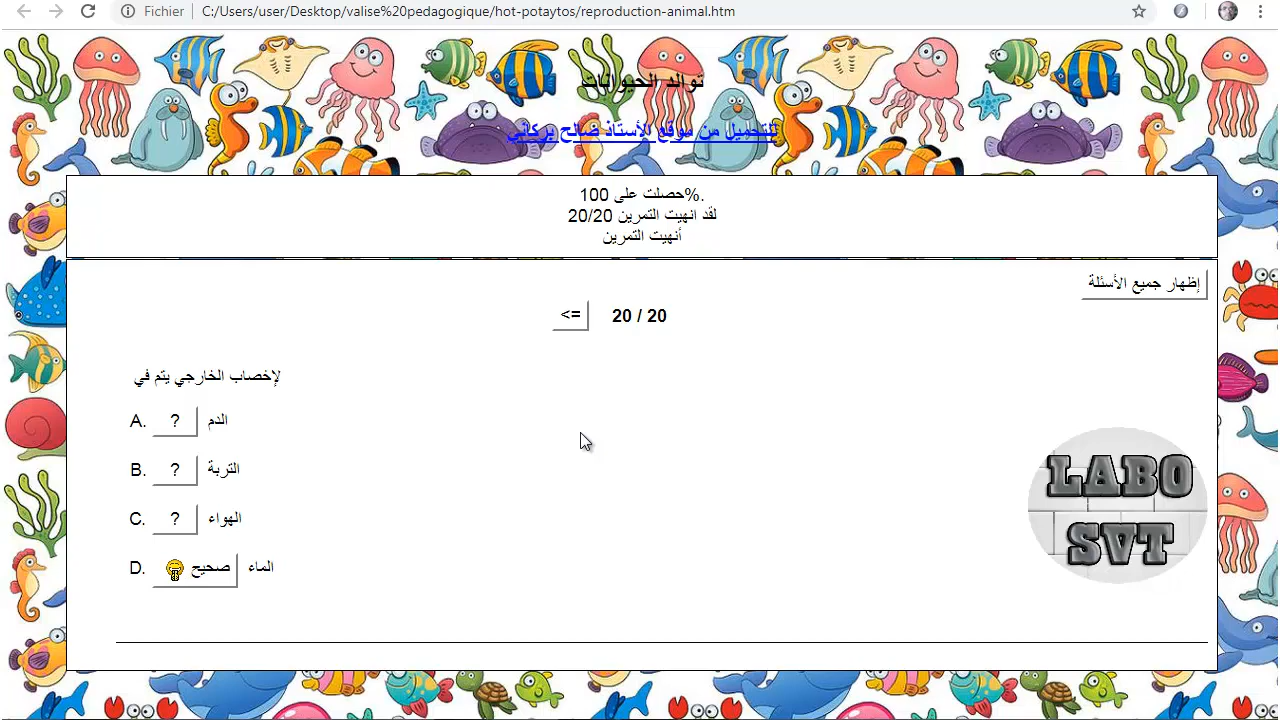 Fichier C:/Users/user/Desktop/valise%20pedagogique/hot-potaytos/reproduction-animal.htm
توالد الحيوانات
للتحميل من موقع الأستاذ صالح بركاني
حصلت على 100%.
لقد انهيت التمرين 20/20
أنهيت التمرين
إظهار جميع الأسئلة
<= 20 / 20
لإخصاب الخارجي يتم في
A. ? الدم
B. ? التربة
C. ? الهواء
D. صحيح الماء
LABO
SVT